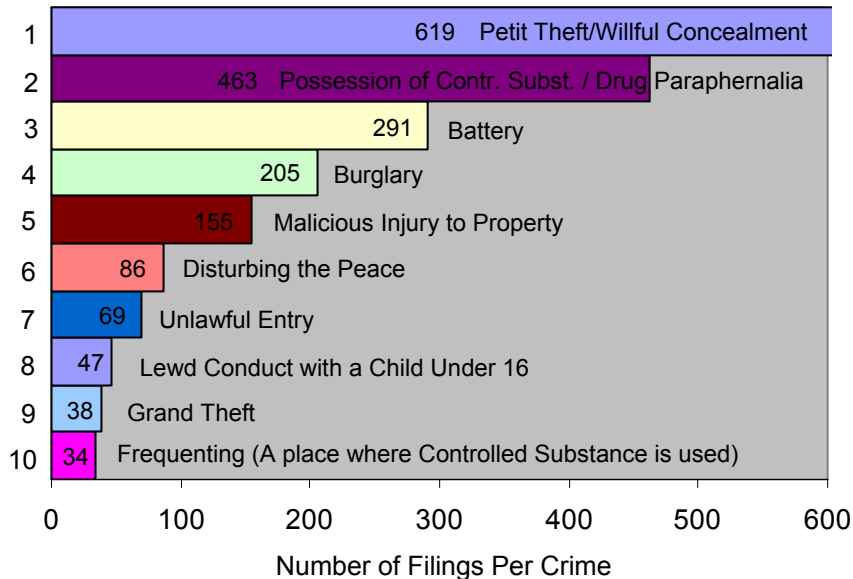 1 619 Petit Theft/Willful Concealment
2 463 Possession of Contr. Subst. / Drug Paraphernalia
3 291 Battery
4 205 Burglary
5 155 Malicious Injury to Property
6 86 Disturbing the Peace
7 69 Unlawful Entry
8 47 Lewd Conduct with a Child Under 16
9 38 Grand Theft
10 34 Frequenting (A place where Controlled Substance is used)
0 100 200 300 400 500 600
Number of Filings Per Crime